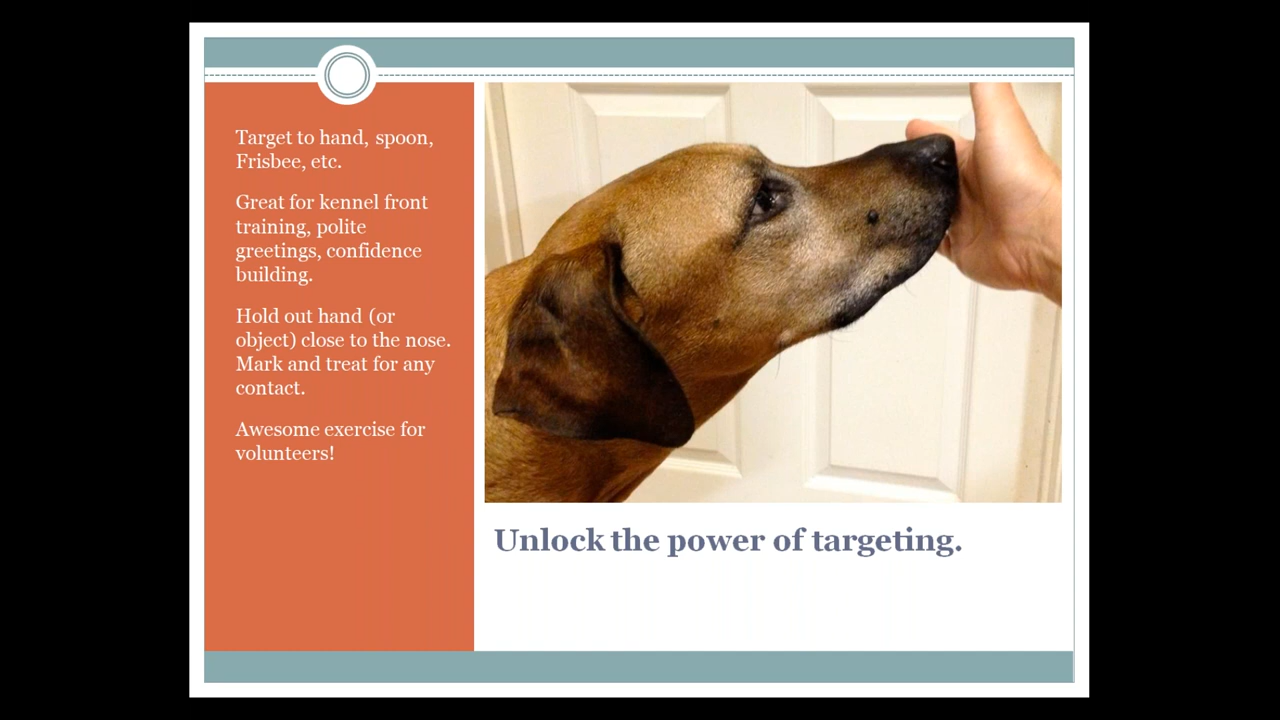 Target to hand, spoon,
Frisbee, etc.
Great for kennel front
training, polite
greetings, confidence
building.
Hold out hand (or
object) close to the nose.
Mark and treat for any
contact.
Awesome exercise for
volunteers!
Unlock the power of targeting.